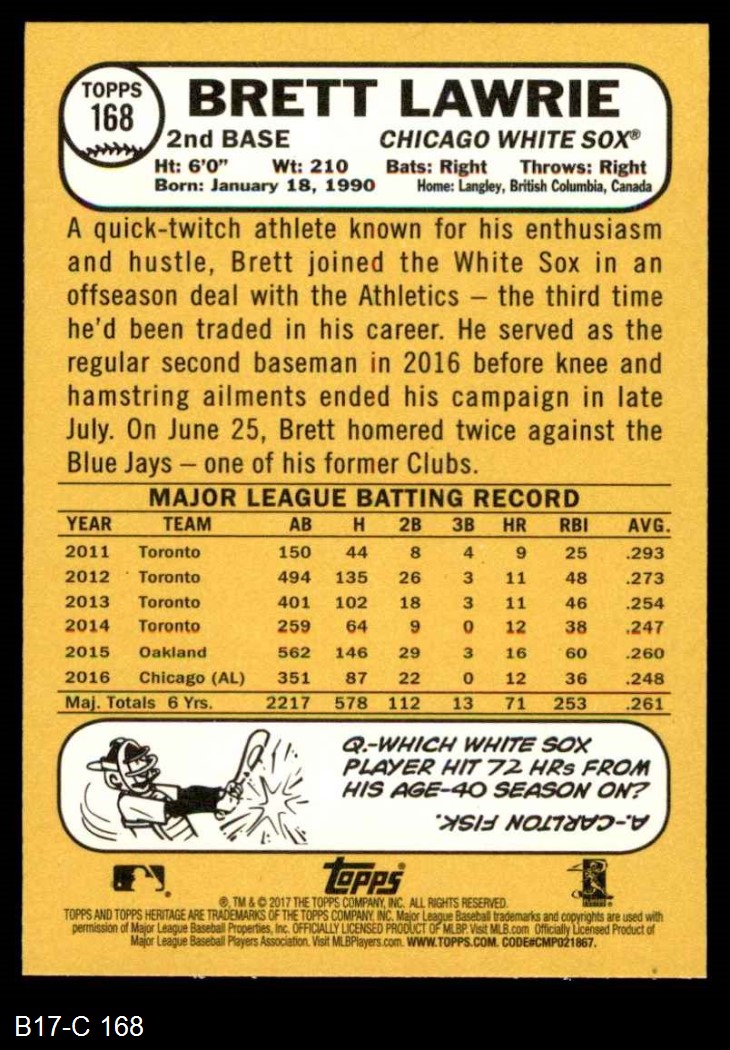 TOPPS
168
BRETT LAWRIE
2nd BASE CHICAGO WHITE SOX®
Ht: 6'0" Wt: 210 Bats: Right Throws: Right
Born: January 18, 1990 Home: Langley, British Columbia, Canada
A quick-twitch athlete known for his enthusiasm
and hustle, Brett joined the White Sox in an
offseason deal with the Athletics – the third time
he'd been traded in his career. He served as the
regular second baseman in 2016 before knee and
hamstring ailments ended his campaign in late
July. On June 25, Brett homered twice against the
Blue Jays – one of his former Clubs.
MAJOR LEAGUE BATTING RECORD
YEAR TEAM AB H 2B 3B HR RBI AVG.
2011 Toronto 150 44 8 4 9 25 .293
2012 Toronto 494 135 26 3 11 48 .273
2013 Toronto 401 102 18 3 11 46 .254
2014 Toronto 259 64 9 0 12 38 .247
2015 Oakland 562 146 29 3 16 60 .260
2016 Chicago (AL) 351 87 22 0 12 36 .248
Maj. Totals 6 Yrs. 2217 578 112 13 71 253 .261
Q.-WHICH WHITE SOX
PLAYER HIT 72 HRs FROM
HIS AGE-40 SEASON ON?
A.-CARLTON FISK.
topps®
®, TM & © 2017 THE TOPPS COMPANY, INC. ALL RIGHTS RESERVED.
TOPPS AND TOPPS HERITAGE ARE TRADEMARKS OF THE TOPPS COMPANY, INC. Major League Baseball trademarks and copyrights are used with
permission of Major League Baseball Properties, Inc. OFFICIALLY LICENSED PRODUCT OF MLBP. Visit MLB.com Officially Licensed Product of
Major League Baseball Players Association. Visit MLBPlayers.com. WWW.TOPPS.COM. CODE#CMP021867.
B17-C 168